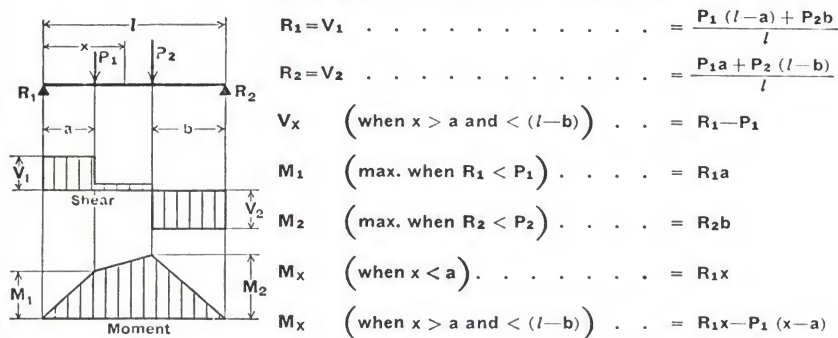 l
x
P₁
P₂
R₁
R₂
a
b
V₁
Shear
V₂
M₁
M₂
Moment
R₁ = V₁ . . . . . . . . . . . = P₁ (l—a) + P₂b / l
R₂ = V₂ . . . . . . . . . . . = P₁a + P₂ (l—b) / l
Vₓ (when x > a and < (l—b)) . . = R₁—P₁
M₁ (max. when R₁ < P₁) . . . . = R₁a
M₂ (max. when R₂ < P₂) . . . . = R₂b
Mₓ (when x < a) . . . . . . = R₁x
Mₓ (when x > a and < (l—b)) . . = R₁x—P₁ (x—a)